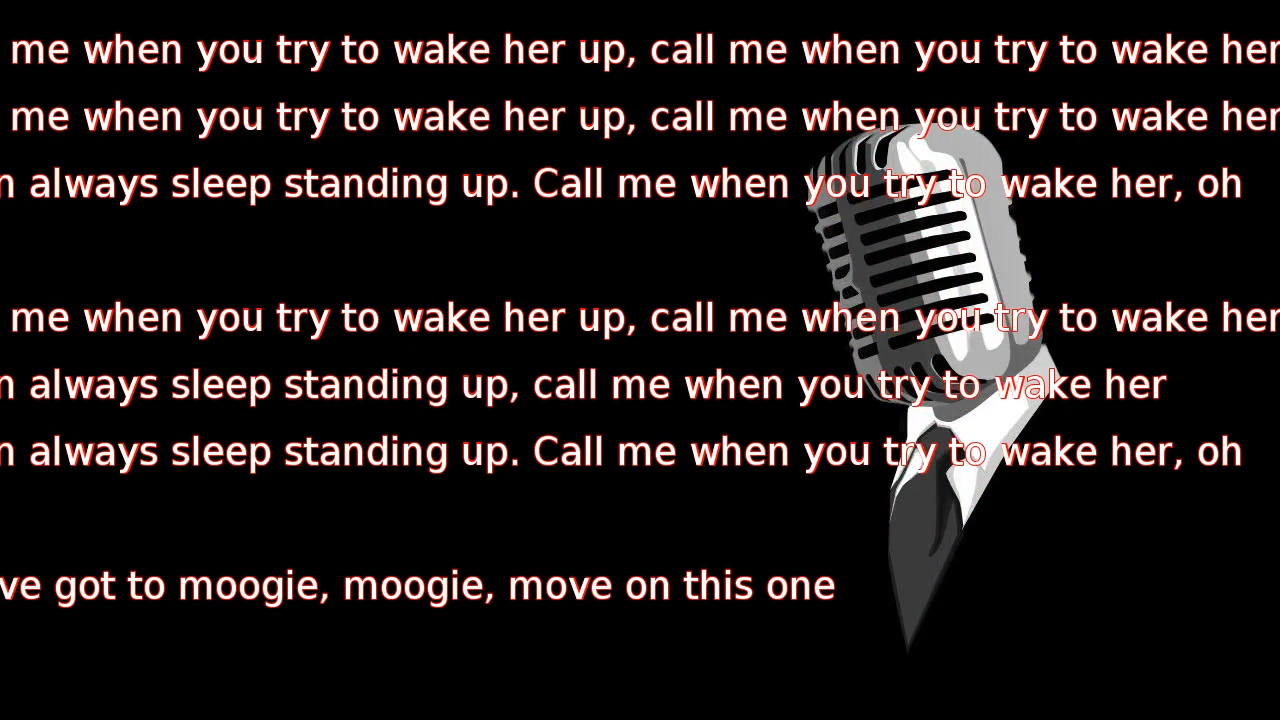 me when you try to wake her up, call me when you try to wake her
me when you try to wake her up, call me when you try to wake her
always sleep standing up. Call me when you try to wake her, oh
me when you try to wake her up, call me when you try to wake her
always sleep standing up, call me when you try to wake her
always sleep standing up. Call me when you try to wake her, oh
ve got to moogie, moogie, move on this one